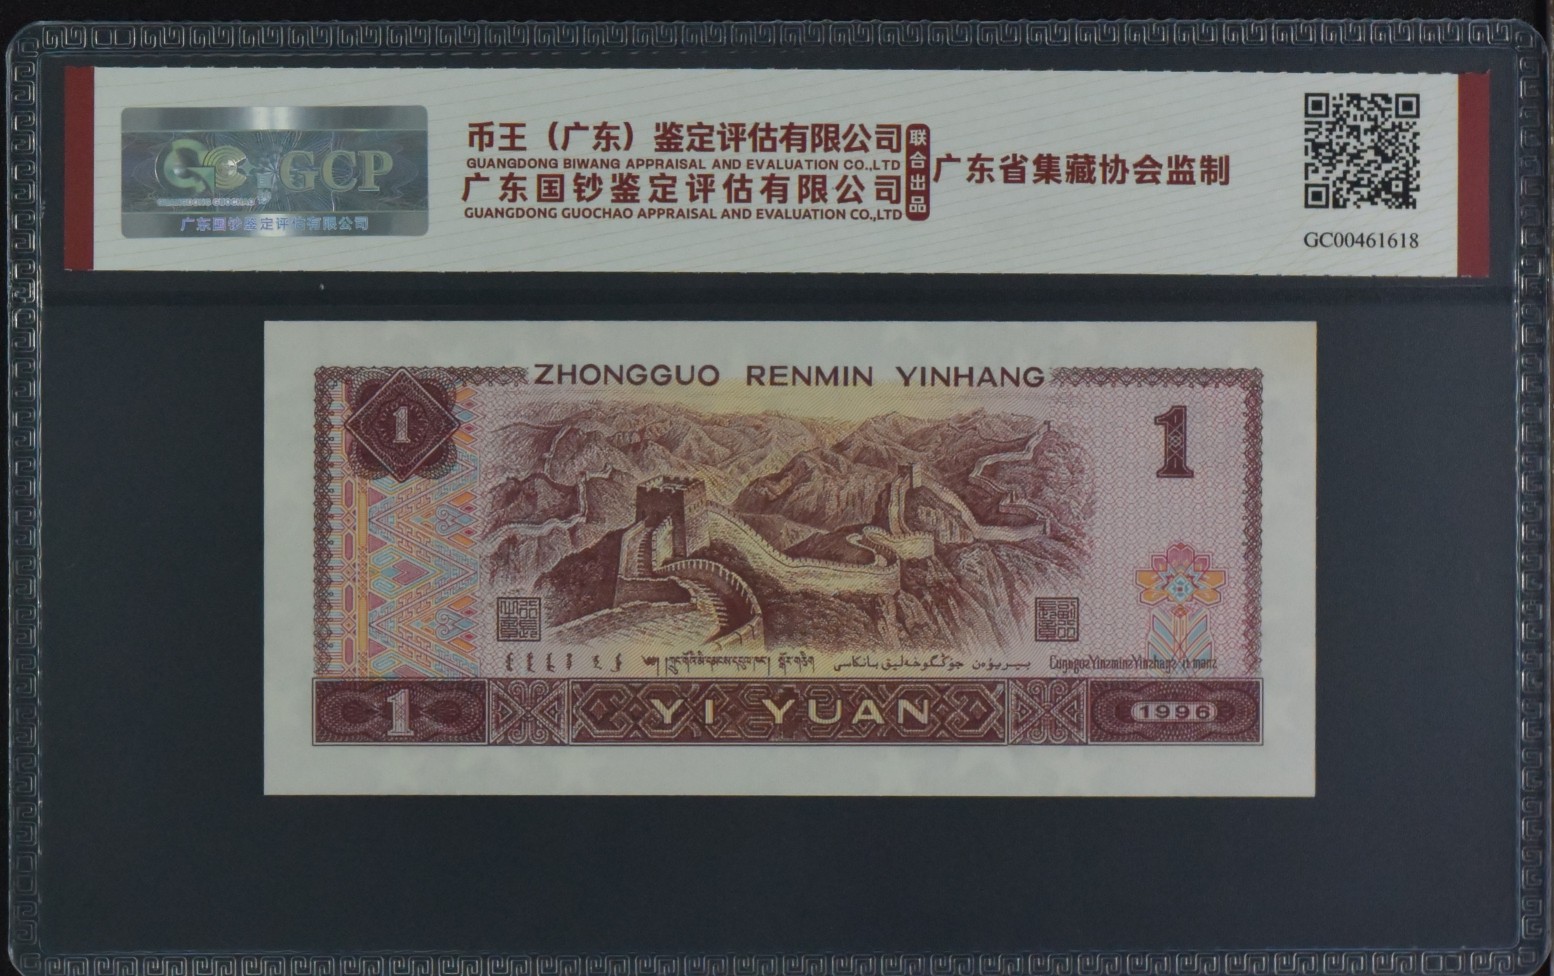 GCP
广东国钞鉴定评估有限公司
币王（广东）鉴定评估有限公司
GUANGDONG BIWANG APPRAISAL AND EVALUATION CO.,LTD
广东国钞鉴定评估有限公司
GUANGDONG GUOCHAO APPRAISAL AND EVALUATION CO.,LTD
联合出品
广东省集藏协会监制
GC00461618
ZHONGGUO RENMIN YINHANG
1
1
1
YI YUAN
1996